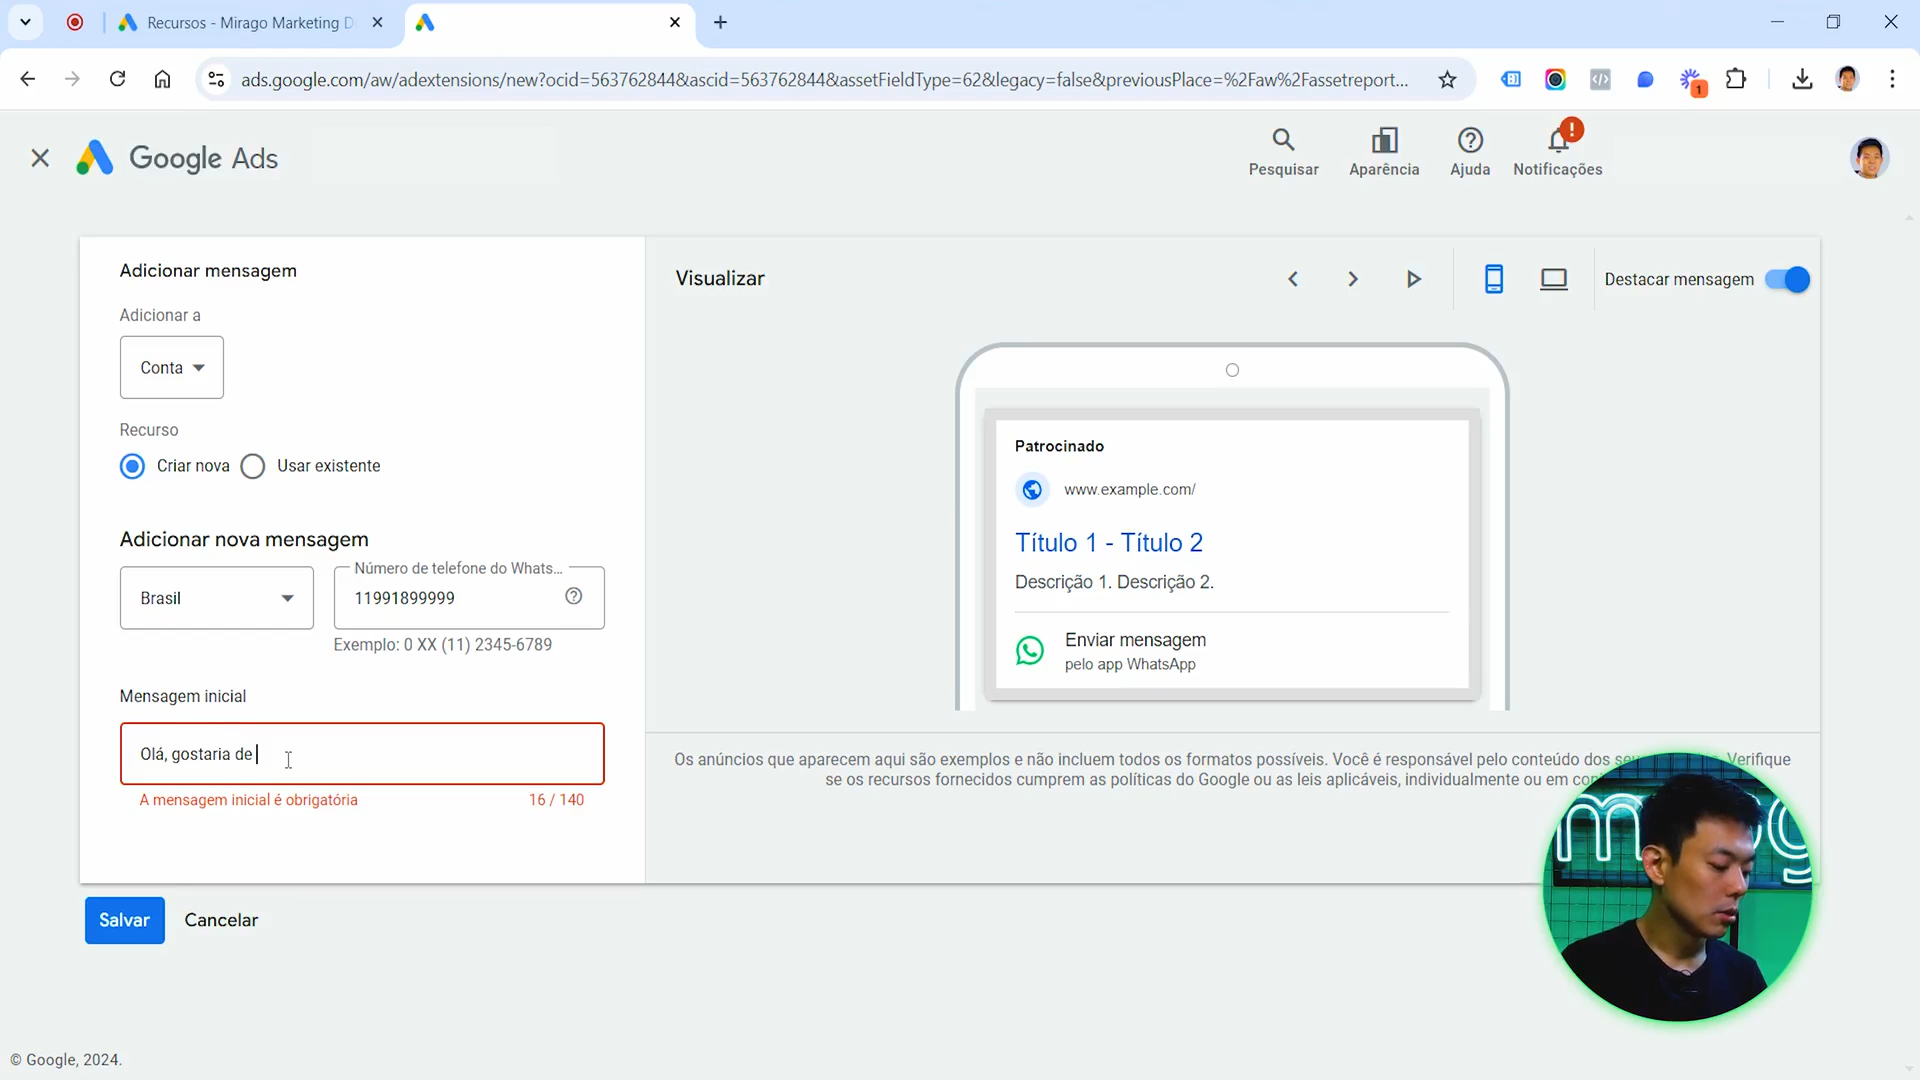 Recursos - Mirago Marketing D
ads.google.com/aw/adextensions/new?ocid=563762844&ascid=563762844&assetFieldType=62&legacy=false&previousPlace=%2Faw%2Fassetreport...
1
Google Ads
Pesquisar
Aparência
Ajuda
!
Notificações
Adicionar mensagem
Adicionar a
Conta
Recurso
Criar nova
Usar existente
Adicionar nova mensagem
Brasil
Número de telefone do Whats...
11991899999
Exemplo: 0 XX (11) 2345-6789
Mensagem inicial
Olá, gostaria de
A mensagem inicial é obrigatória
16 / 140
Salvar
Cancelar
Visualizar
Destacar mensagem
Patrocinado
www.example.com/
Título 1 - Título 2
Descrição 1. Descrição 2.
Enviar mensagem
pelo app WhatsApp
Os anúncios que aparecem aqui são exemplos e não incluem todos os formatos possíveis. Você é responsável pelo conteúdo dos Verifique
se os recursos fornecidos cumprem as políticas do Google ou as leis aplicáveis, individualmente ou em
© Google, 2024.